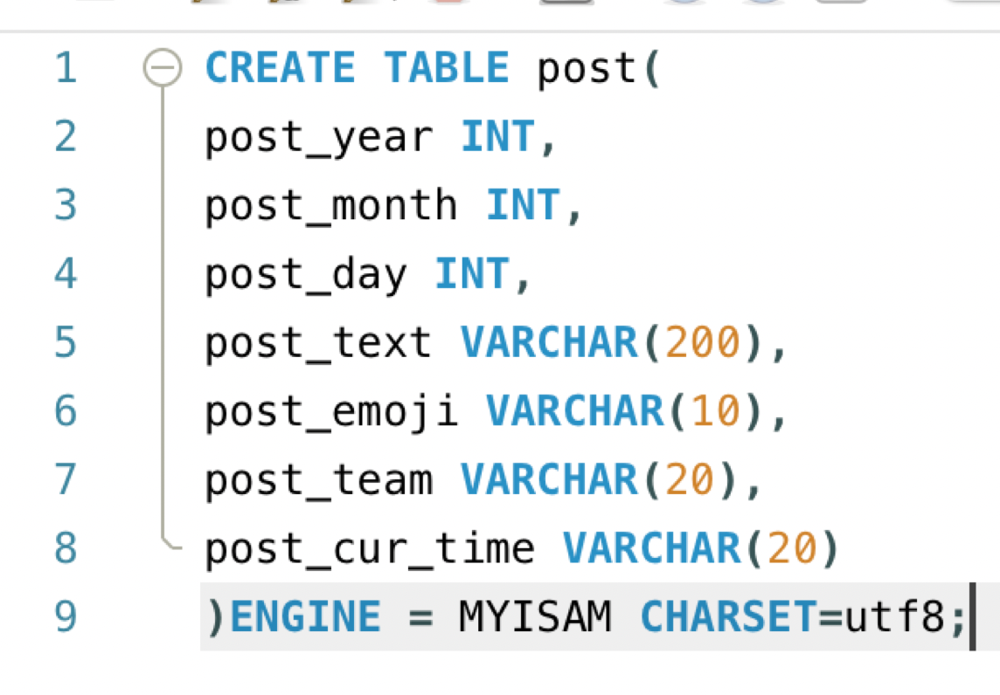 1 CREATE TABLE post(
2 post_year INT,
3 post_month INT,
4 post_day INT,
5 post_text VARCHAR(200),
6 post_emoji VARCHAR(10),
7 post_team VARCHAR(20),
8 post_cur_time VARCHAR(20)
9 )ENGINE = MYISAM CHARSET=utf8;